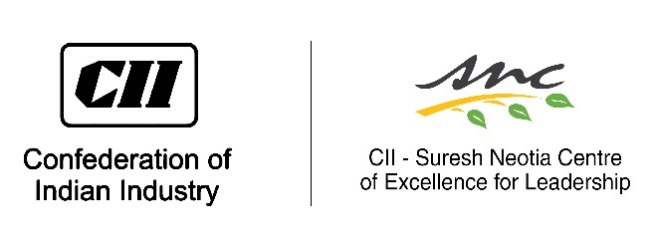 CII
Confederation of
Indian Industry
snc
CII - Suresh Neotia Centre
of Excellence for Leadership